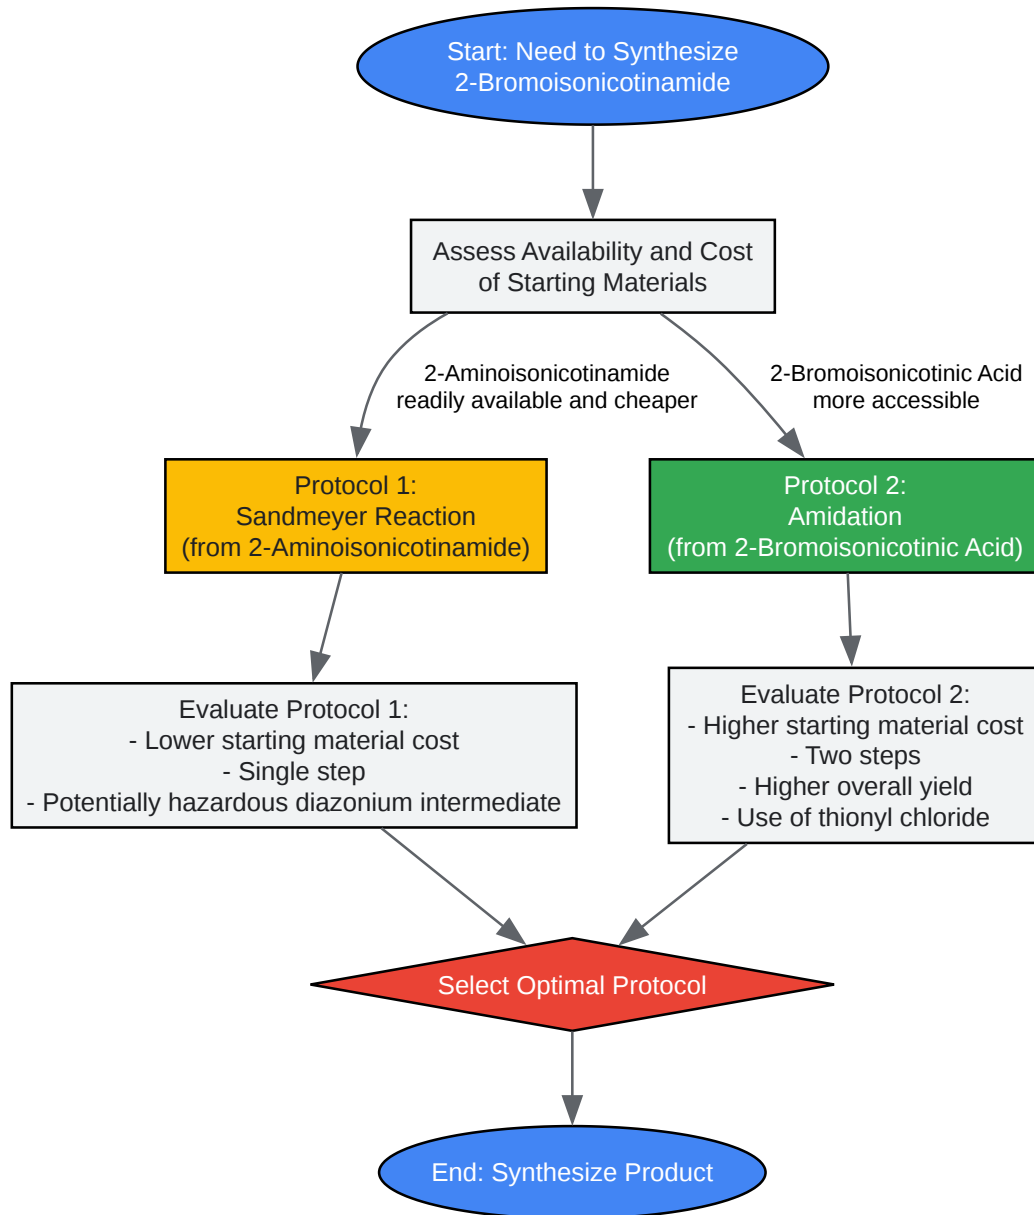 Start: Need to Synthesize
2-Bromoisonicotinamide
Assess Availability and Cost
of Starting Materials
2-Aminoisonicotinamide
readily available and cheaper
2-Bromoisonicotinic Acid
more accessible
Protocol 1:
Sandmeyer Reaction
(from 2-Aminoisonicotinamide)
Protocol 2:
Amidation
(from 2-Bromoisonicotinic Acid)
Evaluate Protocol 1:
- Lower starting material cost
- Single step
- Potentially hazardous diazonium intermediate
Evaluate Protocol 2:
- Higher starting material cost
- Two steps
- Higher overall yield
- Use of thionyl chloride
Select Optimal Protocol
End: Synthesize Product